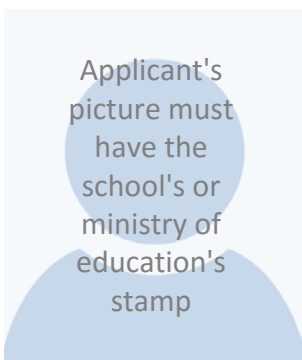 Applicant's
picture must
have the
school's or
ministry of
education's
stamp